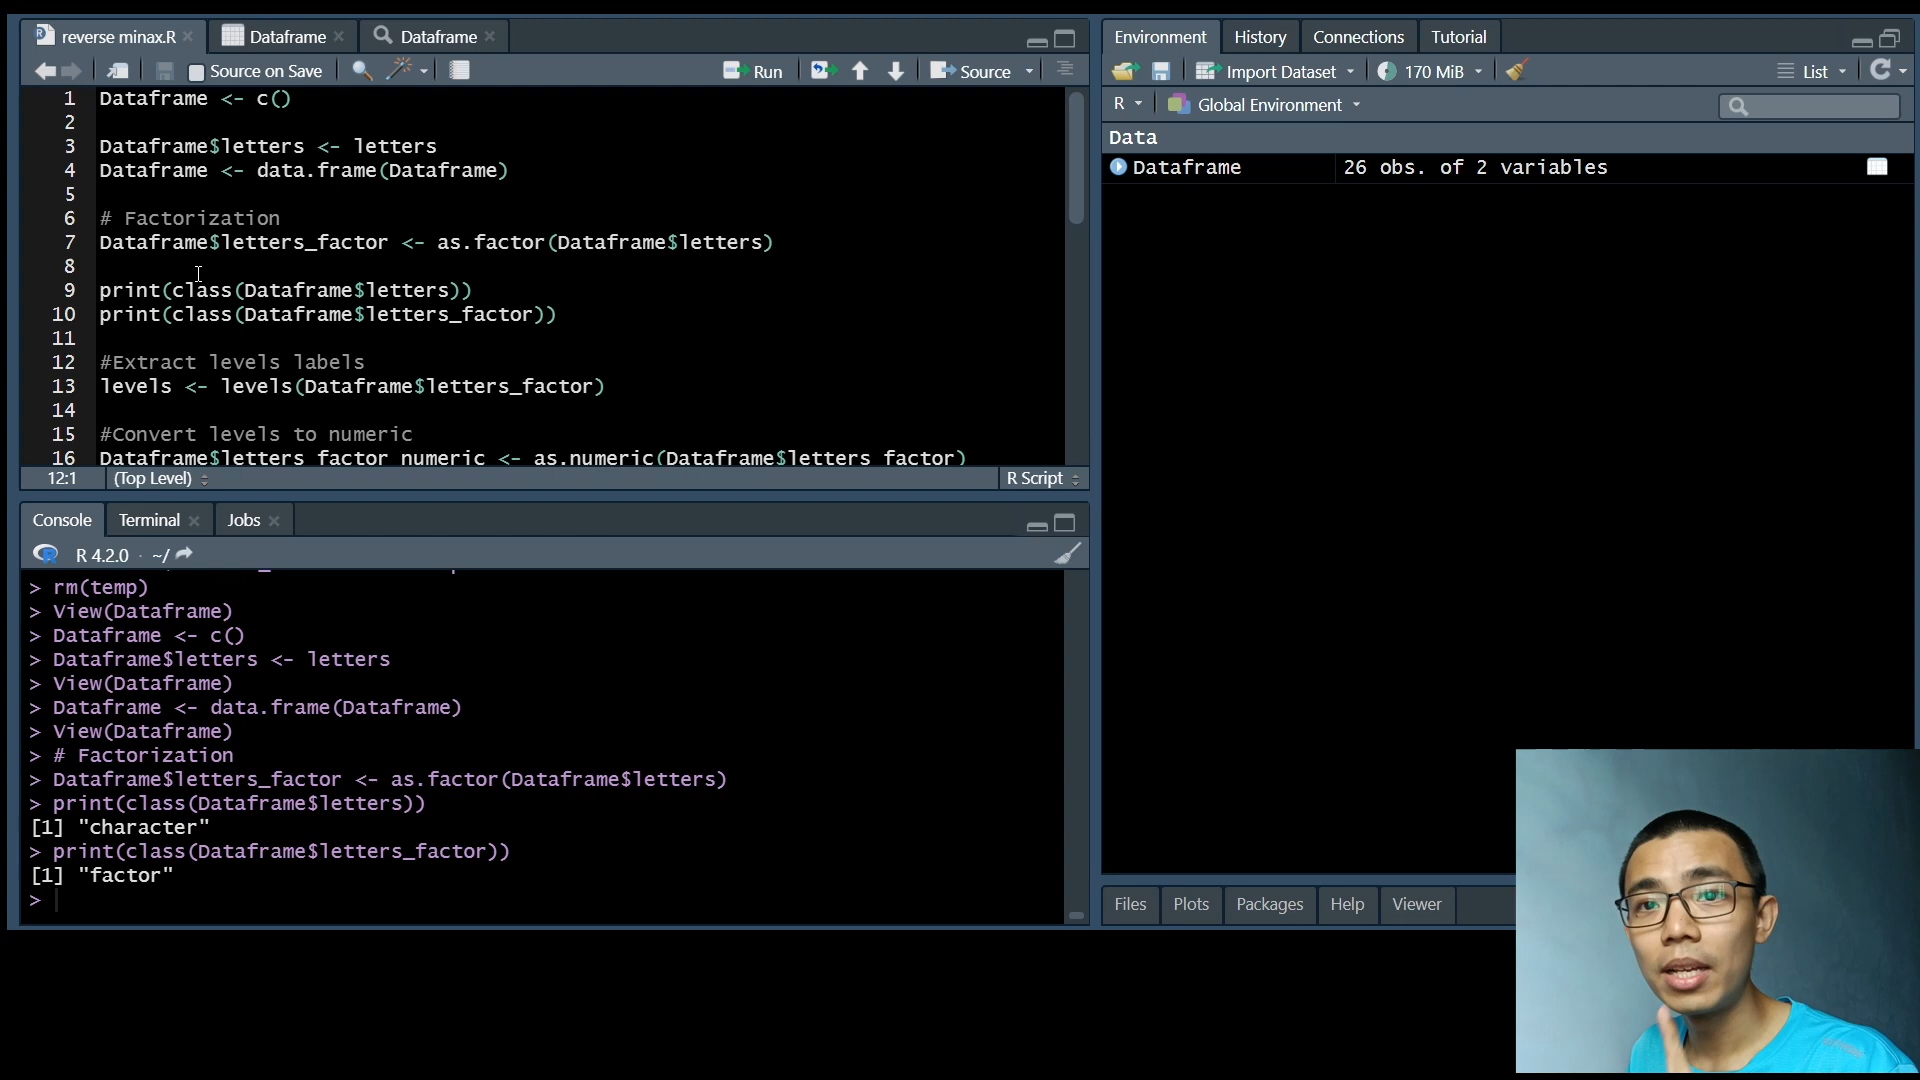 reverse minax.R
Dataframe
Dataframe
Source on Save
Run
Source
1 Dataframe <- c()
2
3 Dataframe$letters <- letters
4 Dataframe <- data.frame(Dataframe)
5
6 # Factorization
7 Dataframe$letters_factor <- as.factor(Dataframe$letters)
8
9 print(class(Dataframe$letters))
10 print(class(Dataframe$letters_factor))
11
12 #Extract levels labels
13 levels <- levels(Dataframe$letters_factor)
14
15 #Convert levels to numeric
16 Dataframe$letters_factor_numeric <- as.numeric(Dataframe$letters_factor)
12:1 (Top Level) R Script
Console Terminal Jobs
R 4.2.0 · ~/
> rm(temp)
> View(Dataframe)
> Dataframe <- c()
> Dataframe$letters <- letters
> View(Dataframe)
> Dataframe <- data.frame(Dataframe)
> View(Dataframe)
> # Factorization
> Dataframe$letters_factor <- as.factor(Dataframe$letters)
> print(class(Dataframe$letters))
[1] "character"
> print(class(Dataframe$letters_factor))
[1] "factor"
>
Environment History Connections Tutorial
Import Dataset 170 MiB List
R Global Environment
Data
Dataframe 26 obs. of 2 variables
Files Plots Packages Help Viewer